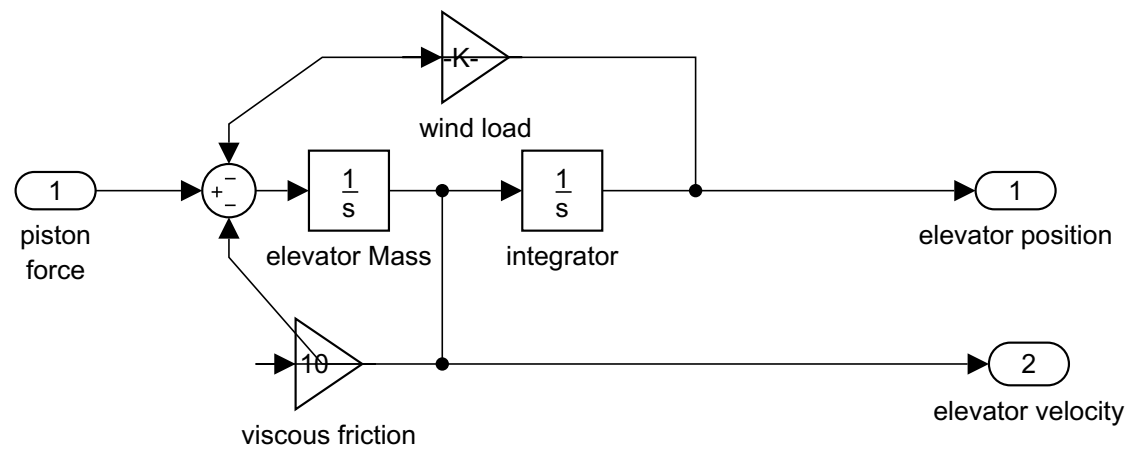 -K-
wind load
1
piston
force
+
−
−
1
s
elevator Mass
1
s
integrator
1
elevator position
10
viscous friction
2
elevator velocity